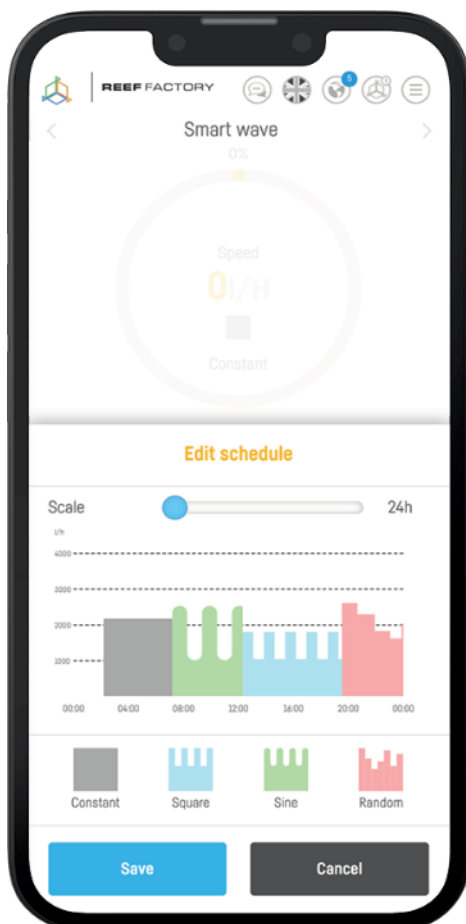 REEF FACTORY
5
Smart wave
0%
Speed
0l/H
Constant
Edit schedule
Scale 24h
l/h
4000
3000
2000
1000
00:00 04:00 08:00 12:00 16:00 20:00 00:00
Constant Square Sine Random
Save Cancel